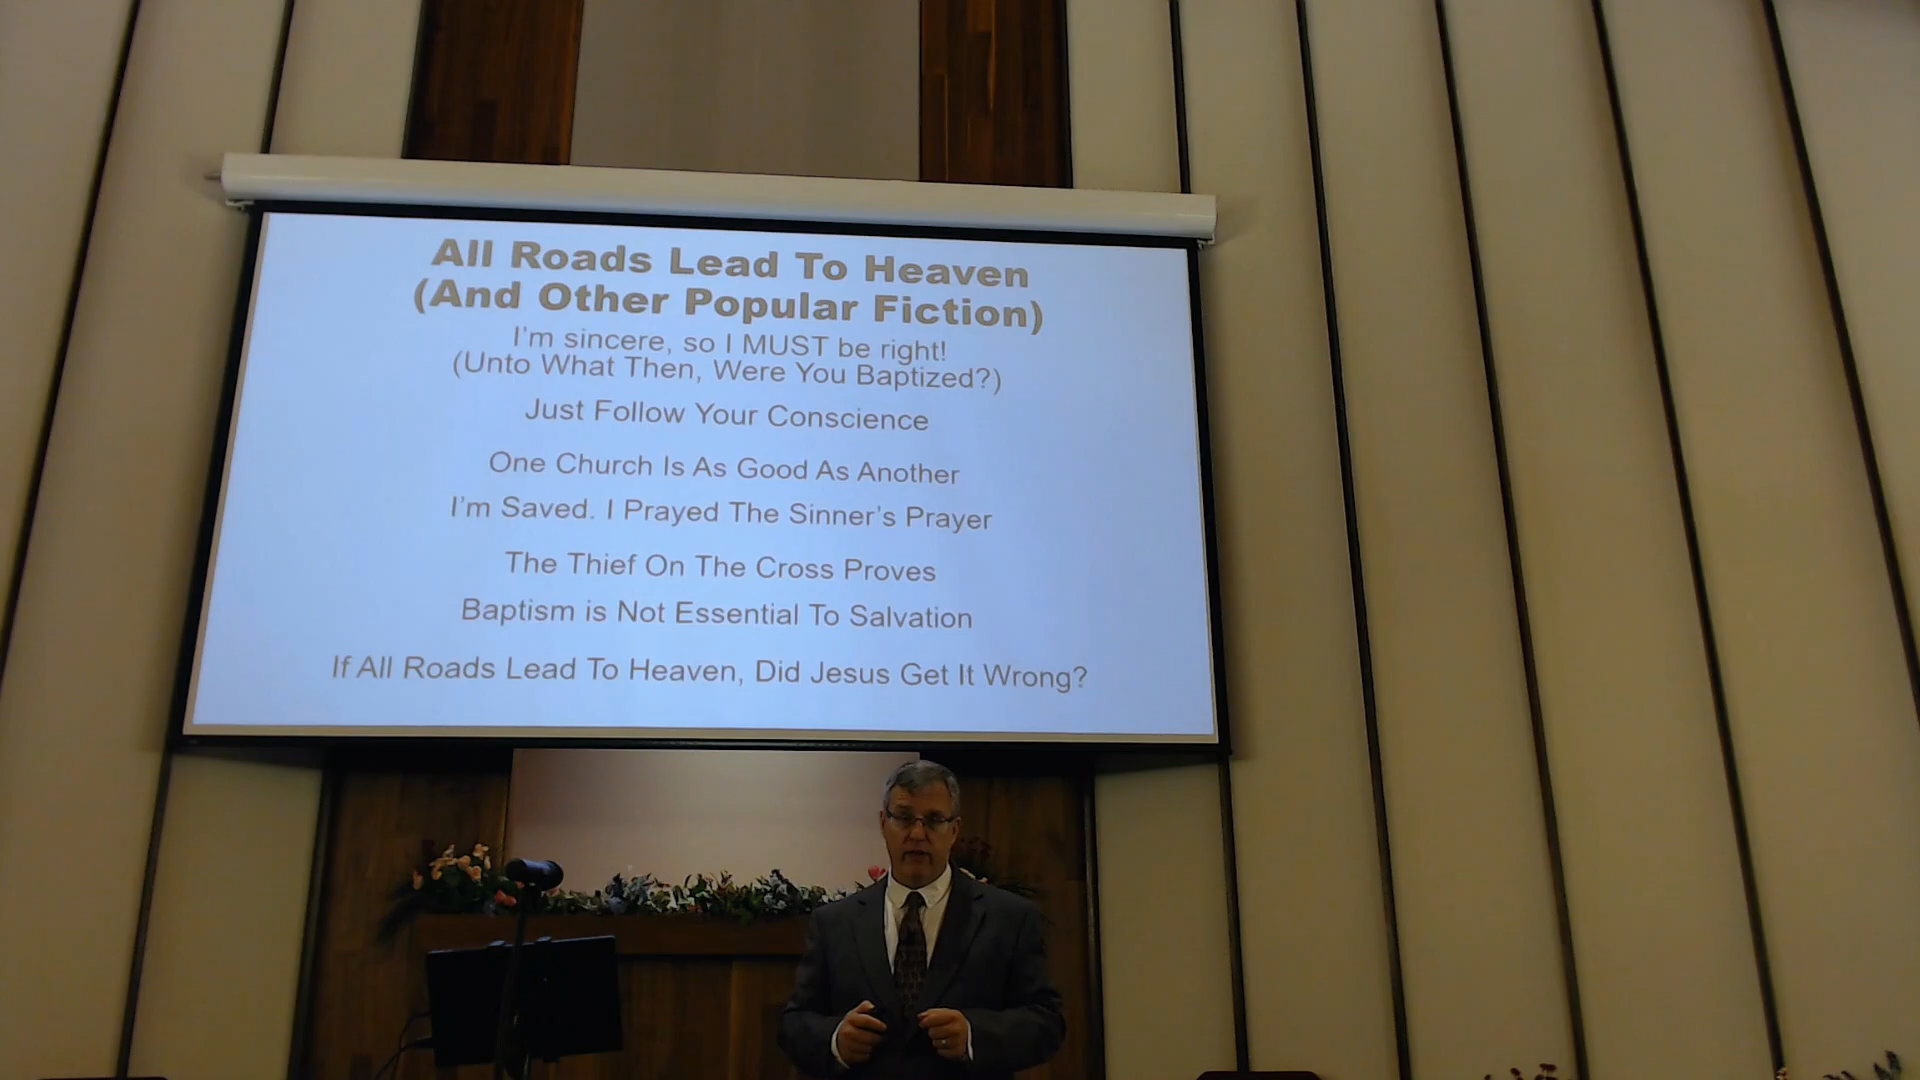 All Roads Lead To Heaven
(And Other Popular Fiction)
I'm sincere, so I MUST be right!
(Unto What Then, Were You Baptized?)
Just Follow Your Conscience
One Church Is As Good As Another
I'm Saved. I Prayed The Sinner's Prayer
The Thief On The Cross Proves
Baptism is Not Essential To Salvation
If All Roads Lead To Heaven, Did Jesus Get It Wrong?